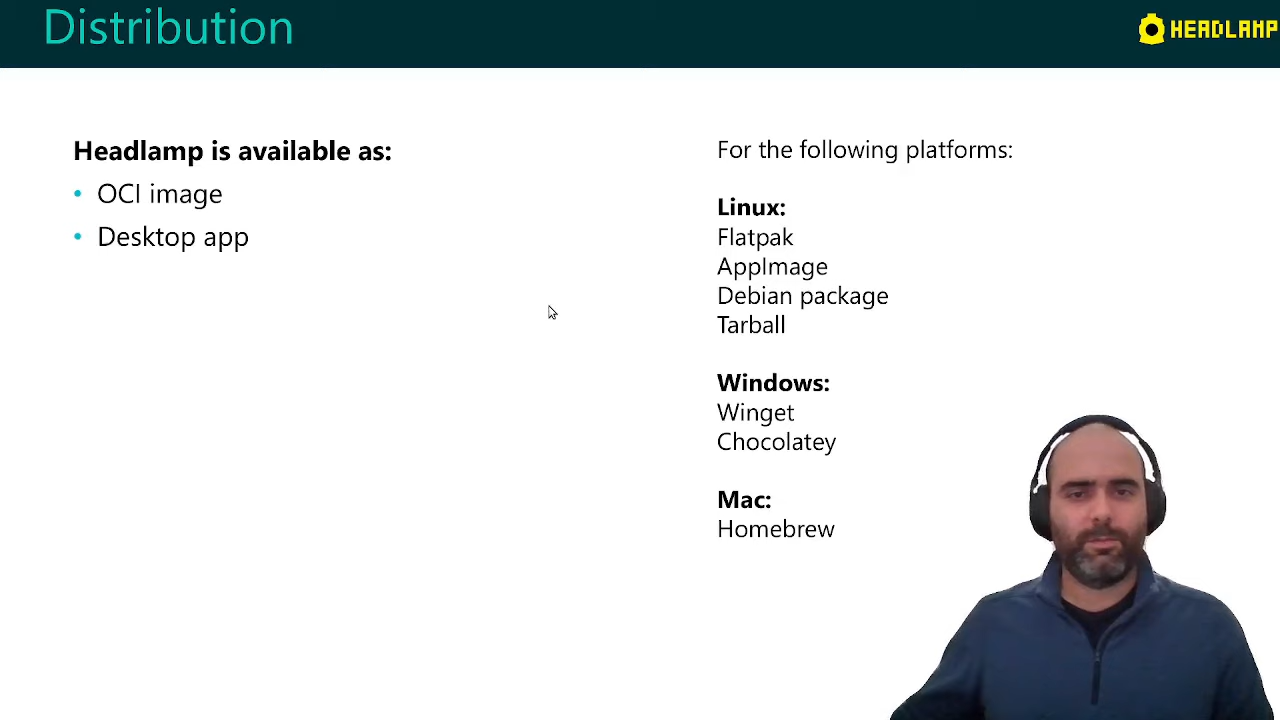 Distribution
HEADLAMP
Headlamp is available as:
• OCI image
• Desktop app
For the following platforms:
Linux:
Flatpak
AppImage
Debian package
Tarball
Windows:
Winget
Chocolatey
Mac:
Homebrew